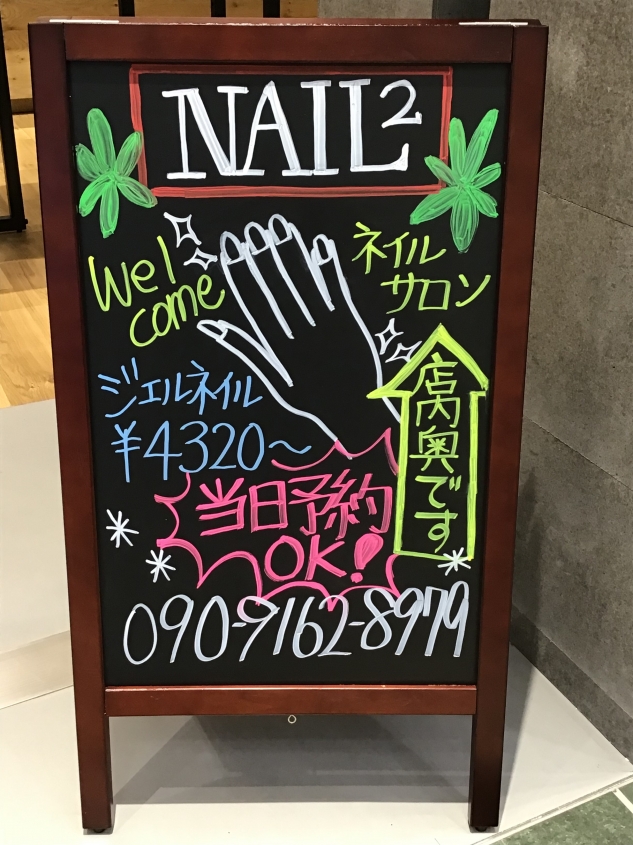 NAIL²
Wel
come
ネイル
サロン
ジェルネイル
¥4320〜
店内奥です
当日予約
OK!
090-9162-8979